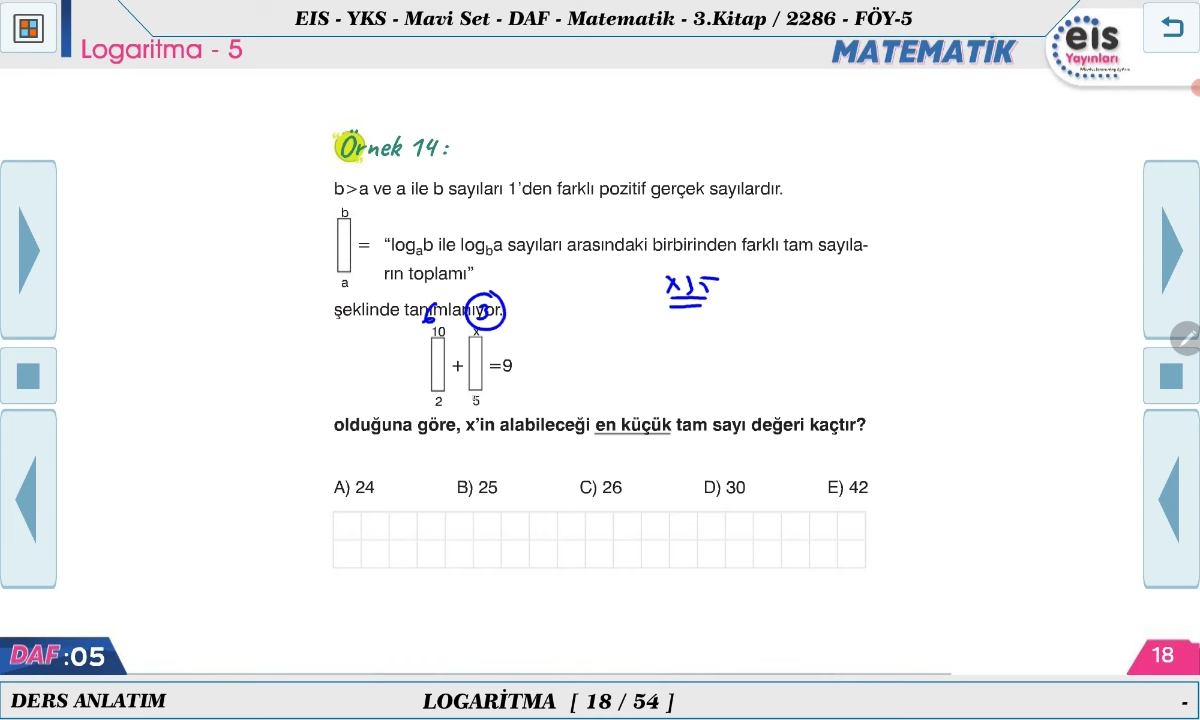 EIS - YKS - Mavi Set - DAF - Matematik - 3.Kitap / 2286 - FÖY-5
Logaritma - 5
MATEMATİK
eis
Yayınları
Örnek 14 :
b>a ve a ile b sayıları 1'den farklı pozitif gerçek sayılardır.
b
= “logab ile logba sayıları arasındaki birbirinden farklı tam sayıla-
rın toplamı”
a
x>5
şeklinde tanımlanıyor.
6 3
10 x
+ =9
2 5
olduğuna göre, x'in alabileceği en küçük tam sayı değeri kaçtır?
A) 24 B) 25 C) 26 D) 30 E) 42
DAF :05
18
DERS ANLATIM LOGARİTMA [ 18 / 54 ] -